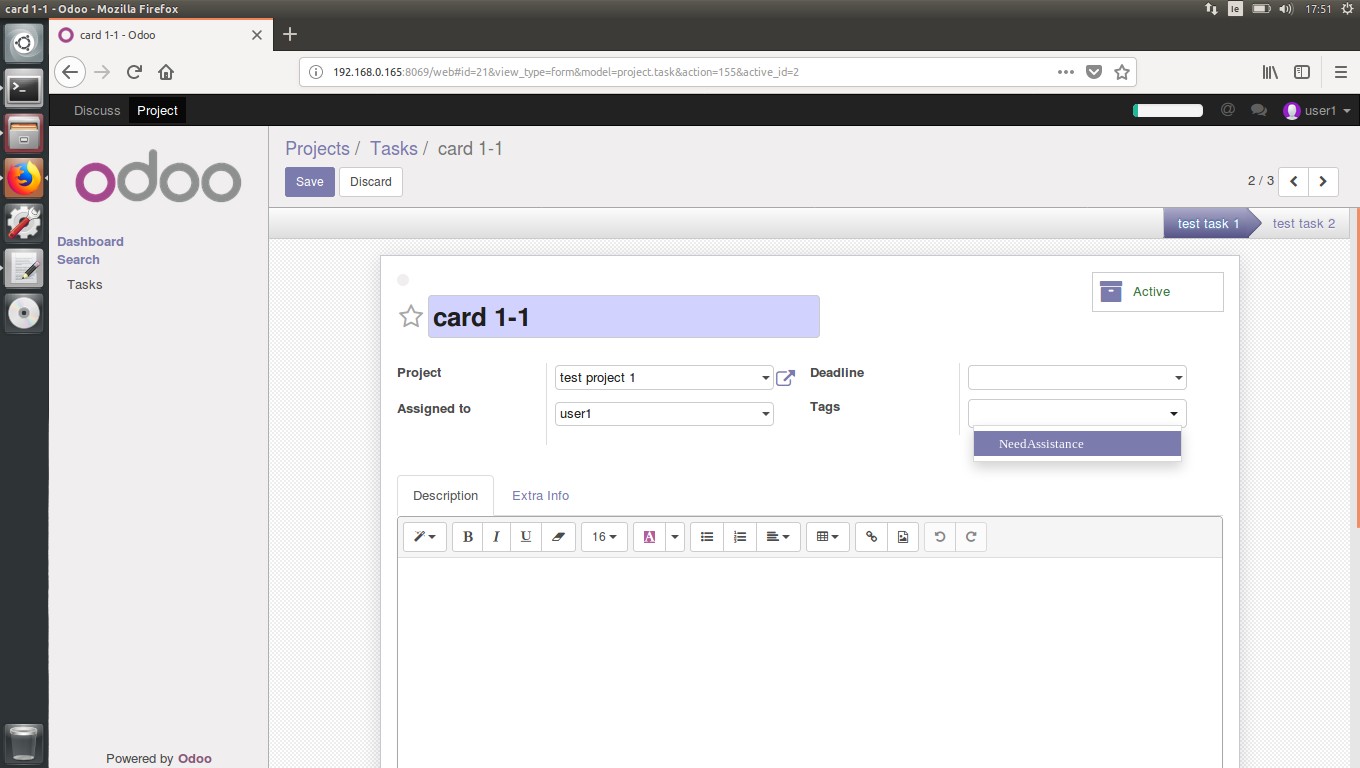 card 1-1 - Odoo - Mozilla Firefox
Ie
17:51
card 1-1 - Odoo
192.168.0.165:8069/web#id=21&view_type=form&model=project.task&action=155&active_id=2
Discuss Project
@ user1
odoo
Projects / Tasks / card 1-1
Save Discard
2 / 3
test task 1 test task 2
Dashboard
Search
Tasks
Active
card 1-1
Project test project 1 Deadline
Assigned to user1 Tags
NeedAssistance
Description Extra Info
B I U 16 A
Powered by Odoo